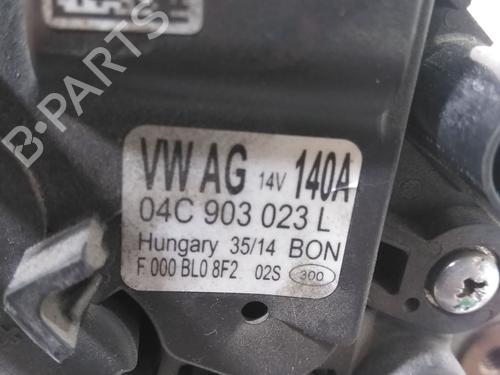 B-PARTS
VW AG 14V 140A
04C 903 023 L
Hungary 35/14 BON
F 000 BL0 8F2 02S 300